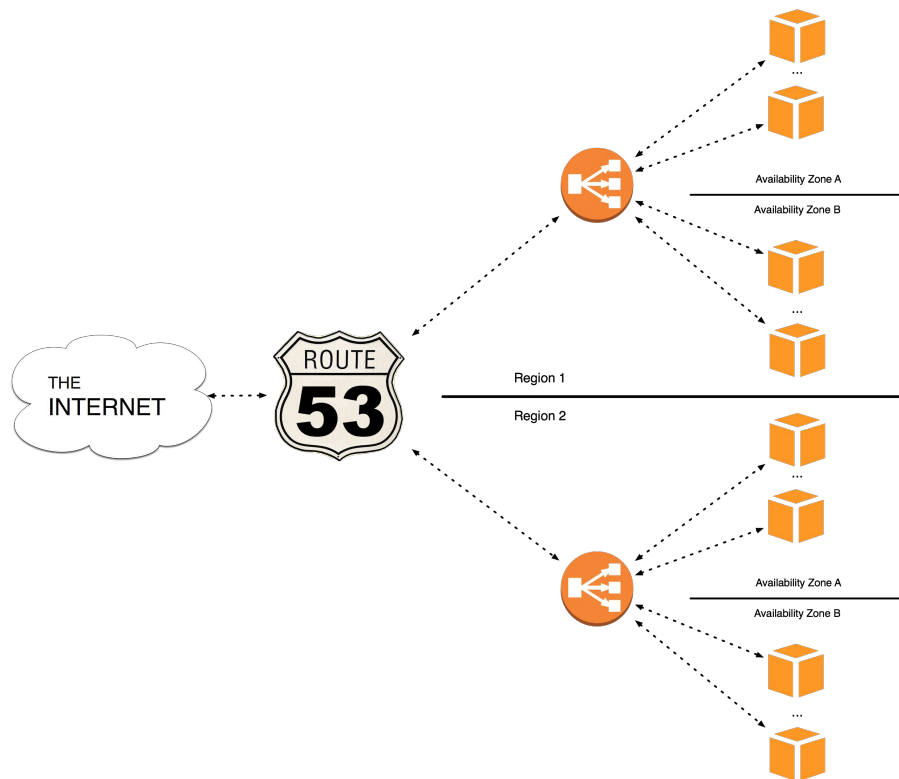 ...
Availability Zone A
Availability Zone B
...
ROUTE
53
THE
INTERNET
Region 1
Region 2
...
Availability Zone A
Availability Zone B
...